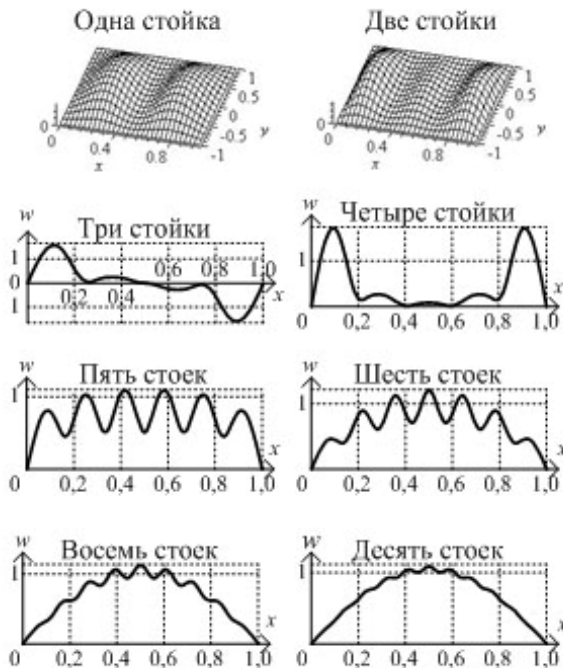 Одна стойка Две стойки
0 0 0.4 0.8 x -1 -0.5 0 0.5 1 y
0 0 0.4 0.8 x -1 -0.5 0 0.5 1 y
w Три стойки
1 0 1 0.2 0.4 0.6 0.8 1.0 x
w Четыре стойки
1 0 0,2 0,4 0,6 0,8 1,0 x
w Пять стоек
1 0 0,2 0,4 0,6 0,8 1,0 x
w Шесть стоек
1 0 0,2 0,4 0,6 0,8 1,0 x
w Восемь стоек
1 0 0,2 0,4 0,6 0,8 1,0 x
w Десять стоек
1 0 0,2 0,4 0,6 0,8 1,0 x